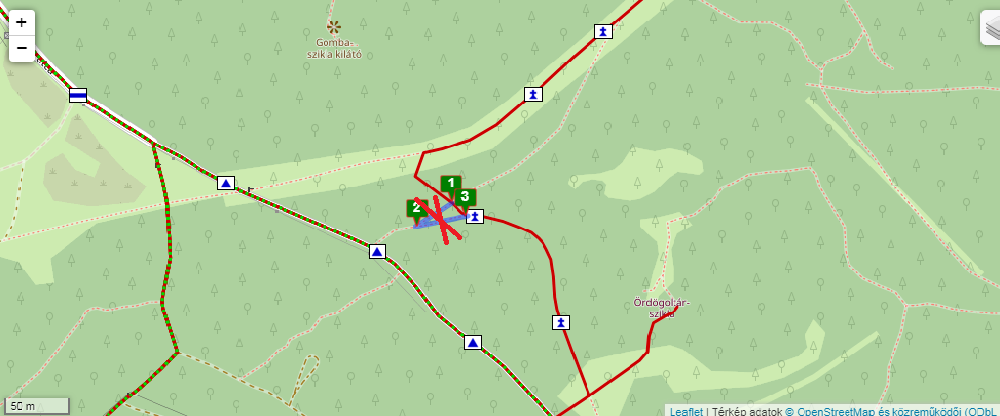 +
−
Gomba-
szikla kilátó
1
2
3
Ördögoltár-
szikla
50 m
Leaflet | Térkép adatok © OpenStreetMap és közreműködői (ODbL